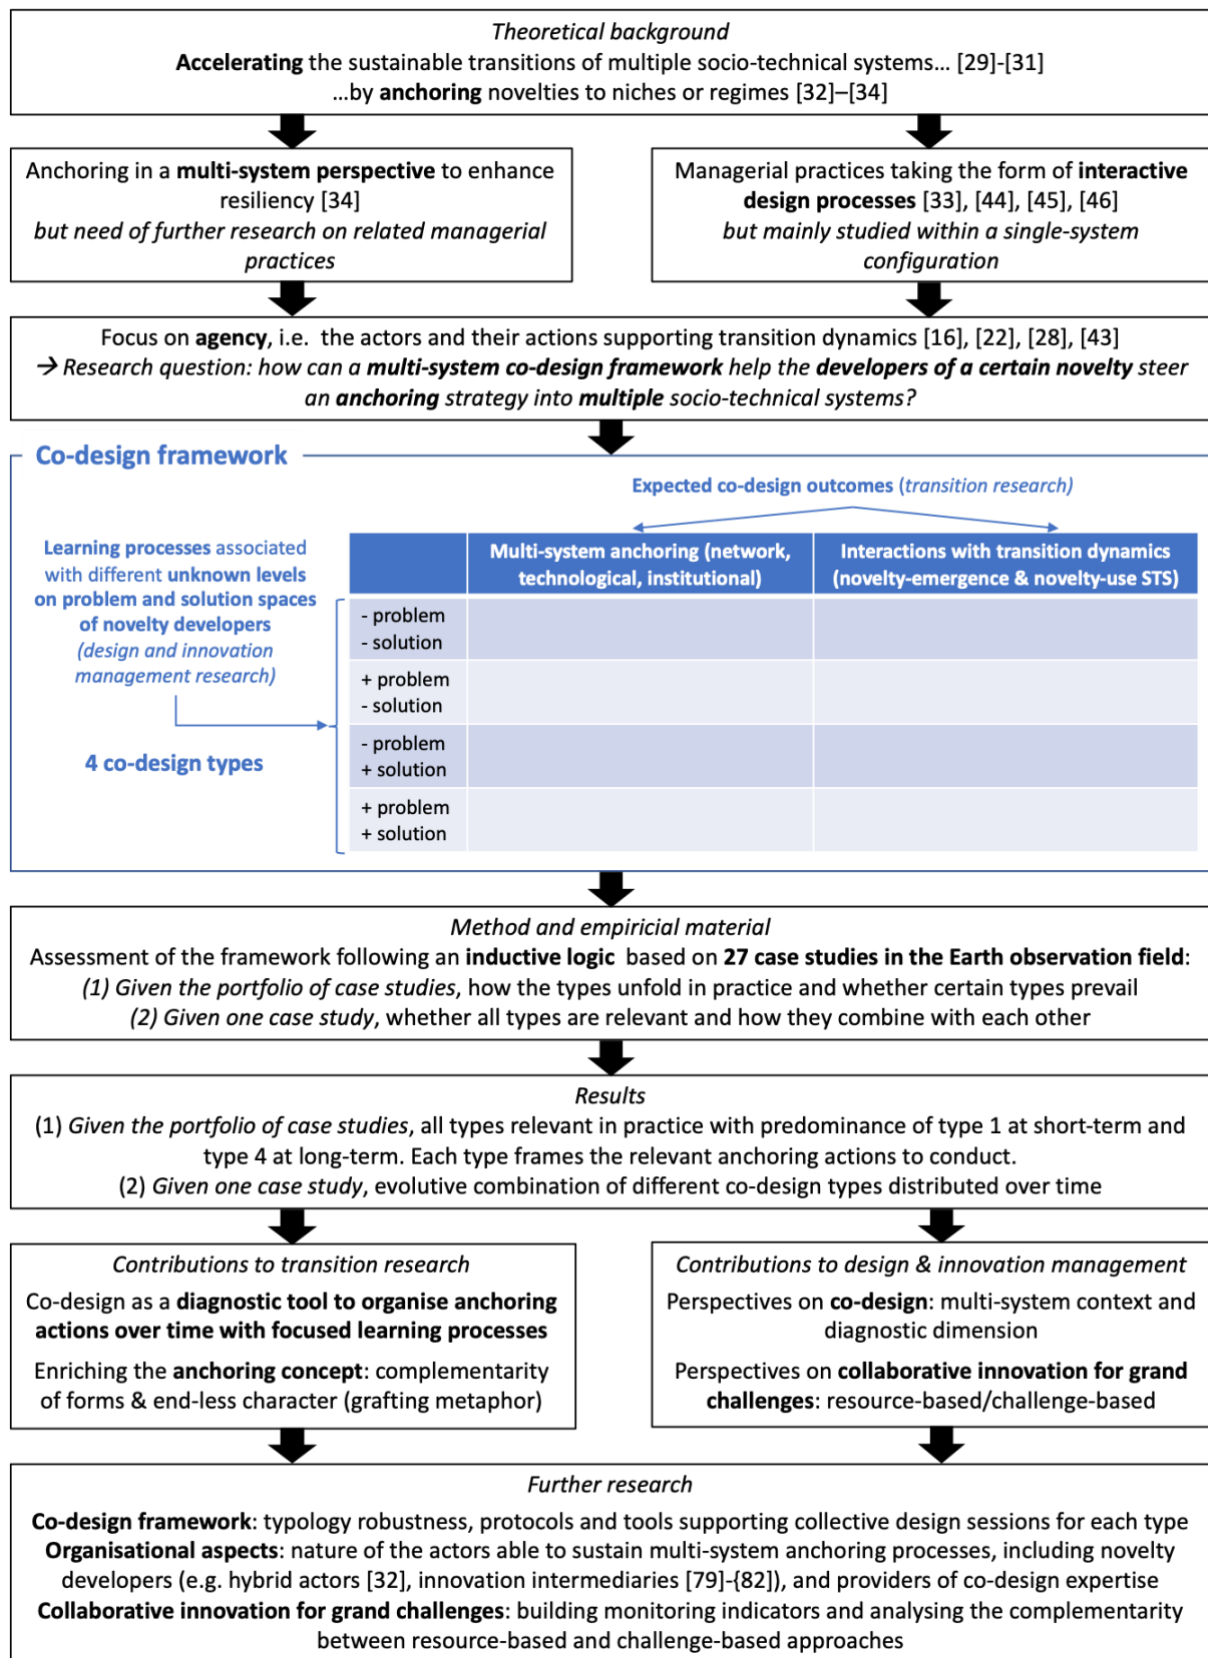 Theoretical background
Accelerating the sustainable transitions of multiple socio-technical systems… [29]-[31]
…by anchoring novelties to niches or regimes [32]–[34]
Anchoring in a multi-system perspective to enhance
resiliency [34]
but need of further research on related managerial
practices
Managerial practices taking the form of interactive
design processes [33], [44], [45], [46]
but mainly studied within a single-system
configuration
Focus on agency, i.e. the actors and their actions supporting transition dynamics [16], [22], [28], [43]
→ Research question: how can a multi-system co-design framework help the developers of a certain novelty steer
an anchoring strategy into multiple socio-technical systems?
Co-design framework
Expected co-design outcomes (transition research)
Learning processes associated
with different unknown levels
on problem and solution spaces
of novelty developers
(design and innovation
management research)
4 co-design types
Multi-system anchoring (network,
technological, institutional)
Interactions with transition dynamics
(novelty-emergence & novelty-use STS)
- problem
- solution
+ problem
- solution
- problem
+ solution
+ problem
+ solution
Method and empiricial material
Assessment of the framework following an inductive logic based on 27 case studies in the Earth observation field:
(1) Given the portfolio of case studies, how the types unfold in practice and whether certain types prevail
(2) Given one case study, whether all types are relevant and how they combine with each other
Results
(1) Given the portfolio of case studies, all types relevant in practice with predominance of type 1 at short-term and
type 4 at long-term. Each type frames the relevant anchoring actions to conduct.
(2) Given one case study, evolutive combination of different co-design types distributed over time
Contributions to transition research
Co-design as a diagnostic tool to organise anchoring
actions over time with focused learning processes
Enriching the anchoring concept: complementarity
of forms & end-less character (grafting metaphor)
Contributions to design & innovation management
Perspectives on co-design: multi-system context and
diagnostic dimension
Perspectives on collaborative innovation for grand
challenges: resource-based/challenge-based
Further research
Co-design framework: typology robustness, protocols and tools supporting collective design sessions for each type
Organisational aspects: nature of the actors able to sustain multi-system anchoring processes, including novelty
developers (e.g. hybrid actors [32], innovation intermediaries [79]-{82]), and providers of co-design expertise
Collaborative innovation for grand challenges: building monitoring indicators and analysing the complementarity
between resource-based and challenge-based approaches